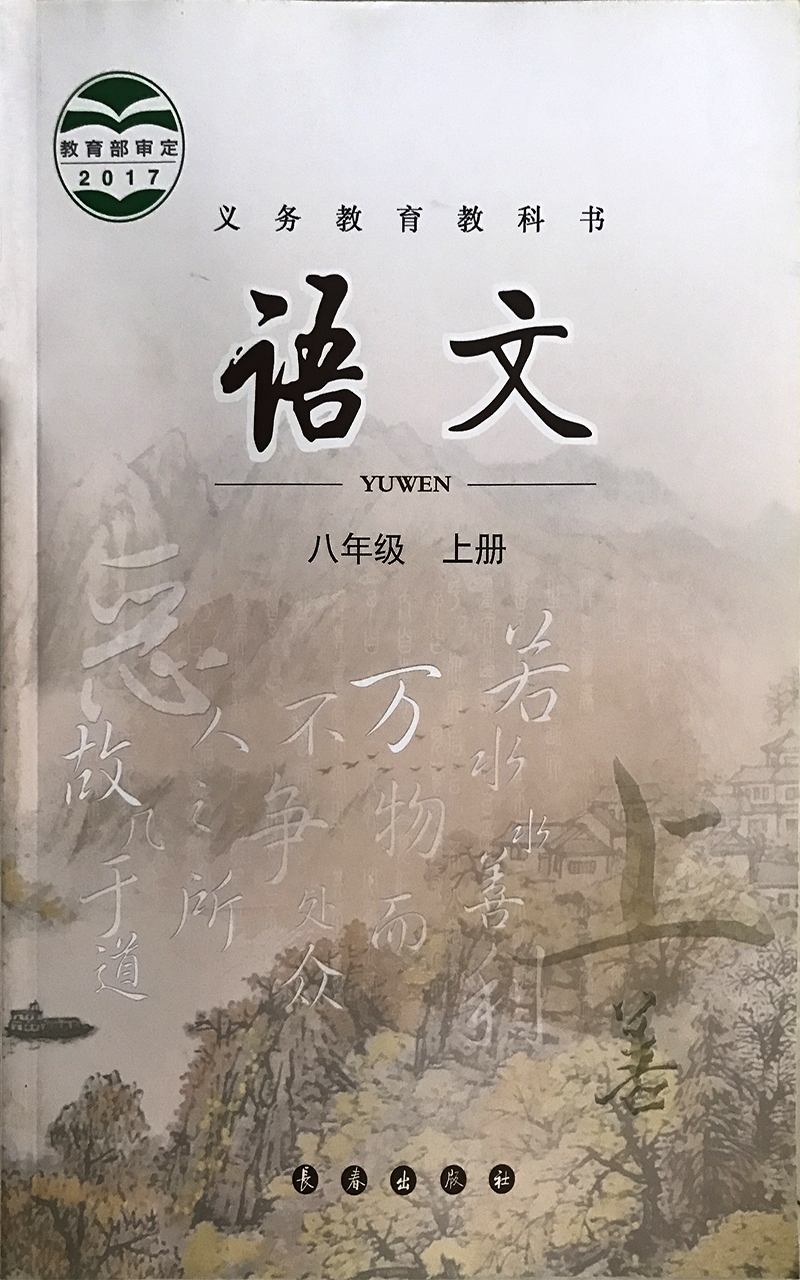 教育部审定
2017
义务教育教科书
语文
YUWEN
八年级 上册
上善
若水水善利
万物而
不争处众
人之所
恶
故几于道
長春出版社